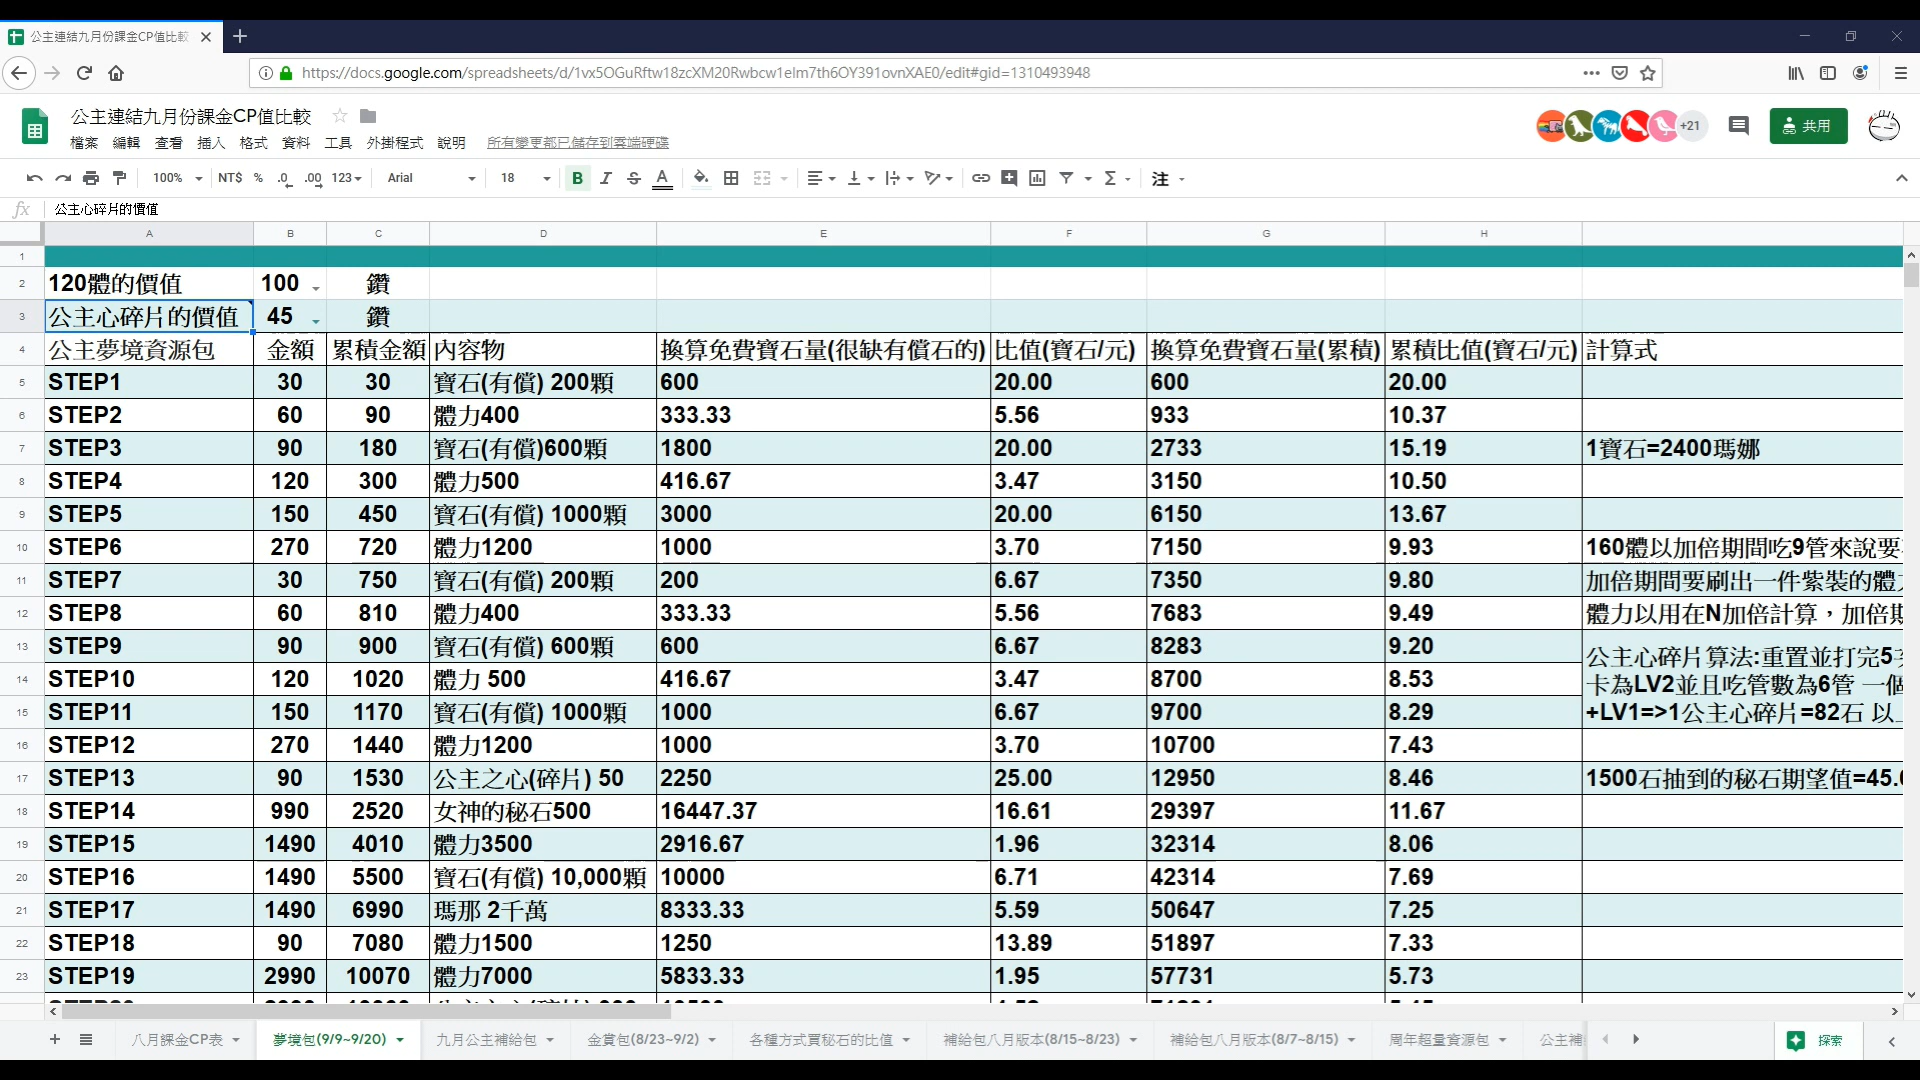 公主連結九月份課金CP值比較
https://docs.google.com/spreadsheets/d/1vx5OGuRftw18zcXM20Rwbcw1elm7th6OY391ovnXAE0/edit#gid=1310493948
公主連結九月份課金CP值比較
+21
共用
檔案 編輯 查看 插入 格式 資料 工具 外掛程式 說明 所有變更都已儲存到雲端硬碟
100% NT$ % .0 .00 123 Arial 18 B I S A Σ 注
fx 公主心碎片的價值
A B C D E F G H
1
2 120體的價值 100 鑽
3 公主心碎片的價值 45 鑽
4 公主夢境資源包 金額 累積金額 內容物 換算免費寶石量(很缺有償石的) 比值(寶石/元) 換算免費寶石量(累積) 累積比值(寶石/元) 計算式
5 STEP1 30 30 寶石(有償) 200顆 600 20.00 600 20.00
6 STEP2 60 90 體力400 333.33 5.56 933 10.37
7 STEP3 90 180 寶石(有償)600顆 1800 20.00 2733 15.19 1寶石=2400瑪娜
8 STEP4 120 300 體力500 416.67 3.47 3150 10.50
9 STEP5 150 450 寶石(有償) 1000顆 3000 20.00 6150 13.67
10 STEP6 270 720 體力1200 1000 3.70 7150 9.93 160體以加倍期間吃9管來說要
11 STEP7 30 750 寶石(有償) 200顆 200 6.67 7350 9.80 加倍期間要刷出一件紫裝的體
12 STEP8 60 810 體力400 333.33 5.56 7683 9.49 體力以用在N加倍計算，加倍
13 STEP9 90 900 寶石(有償) 600顆 600 6.67 8283 9.20 公主心碎片算法:重置並打完5
14 STEP10 120 1020 體力 500 416.67 3.47 8700 8.53 卡為LV2並且吃管數為6管 一個
15 STEP11 150 1170 寶石(有償) 1000顆 1000 6.67 9700 8.29 +LV1=>1公主心碎片=82石 以
16 STEP12 270 1440 體力1200 1000 3.70 10700 7.43
17 STEP13 90 1530 公主之心(碎片) 50 2250 25.00 12950 8.46 1500石抽到的秘石期望值=45.
18 STEP14 990 2520 女神的秘石500 16447.37 16.61 29397 11.67
19 STEP15 1490 4010 體力3500 2916.67 1.96 32314 8.06
20 STEP16 1490 5500 寶石(有償) 10,000顆 10000 6.71 42314 7.69
21 STEP17 1490 6990 瑪那 2千萬 8333.33 5.59 50647 7.25
22 STEP18 90 7080 體力1500 1250 13.89 51897 7.33
23 STEP19 2990 10070 體力7000 5833.33 1.95 57731 5.73
八月課金CP表 夢境包(9/9~9/20) 九月公主補給包 金賞包(8/23~9/2) 各種方式買秘石的比值 補給包八月版本(8/15~8/23) 補給包八月版本(8/7~8/15) 周年超量資源包 公主補 探索